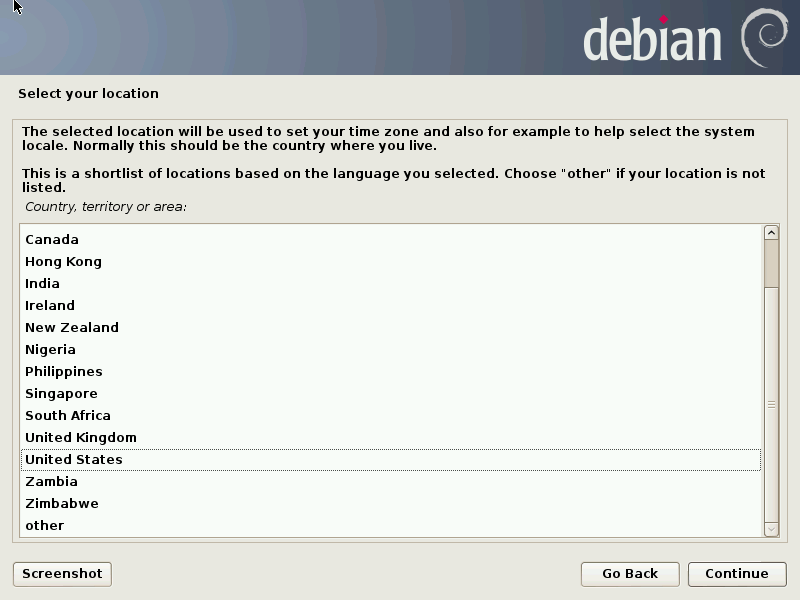 debian
Select your location
The selected location will be used to set your time zone and also for example to help select the system
locale. Normally this should be the country where you live.
This is a shortlist of locations based on the language you selected. Choose "other" if your location is not
listed.
Country, territory or area:
Canada
Hong Kong
India
Ireland
New Zealand
Nigeria
Philippines
Singapore
South Africa
United Kingdom
United States
Zambia
Zimbabwe
other
Screenshot
Go Back
Continue